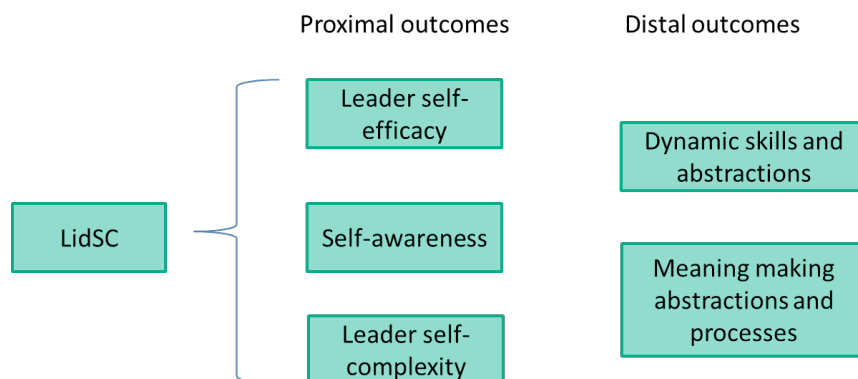 Proximal outcomes
Distal outcomes
Leader self-
efficacy
Dynamic skills and
abstractions
LidSC
Self-awareness
Meaning making
abstractions and
processes
Leader self-
complexity